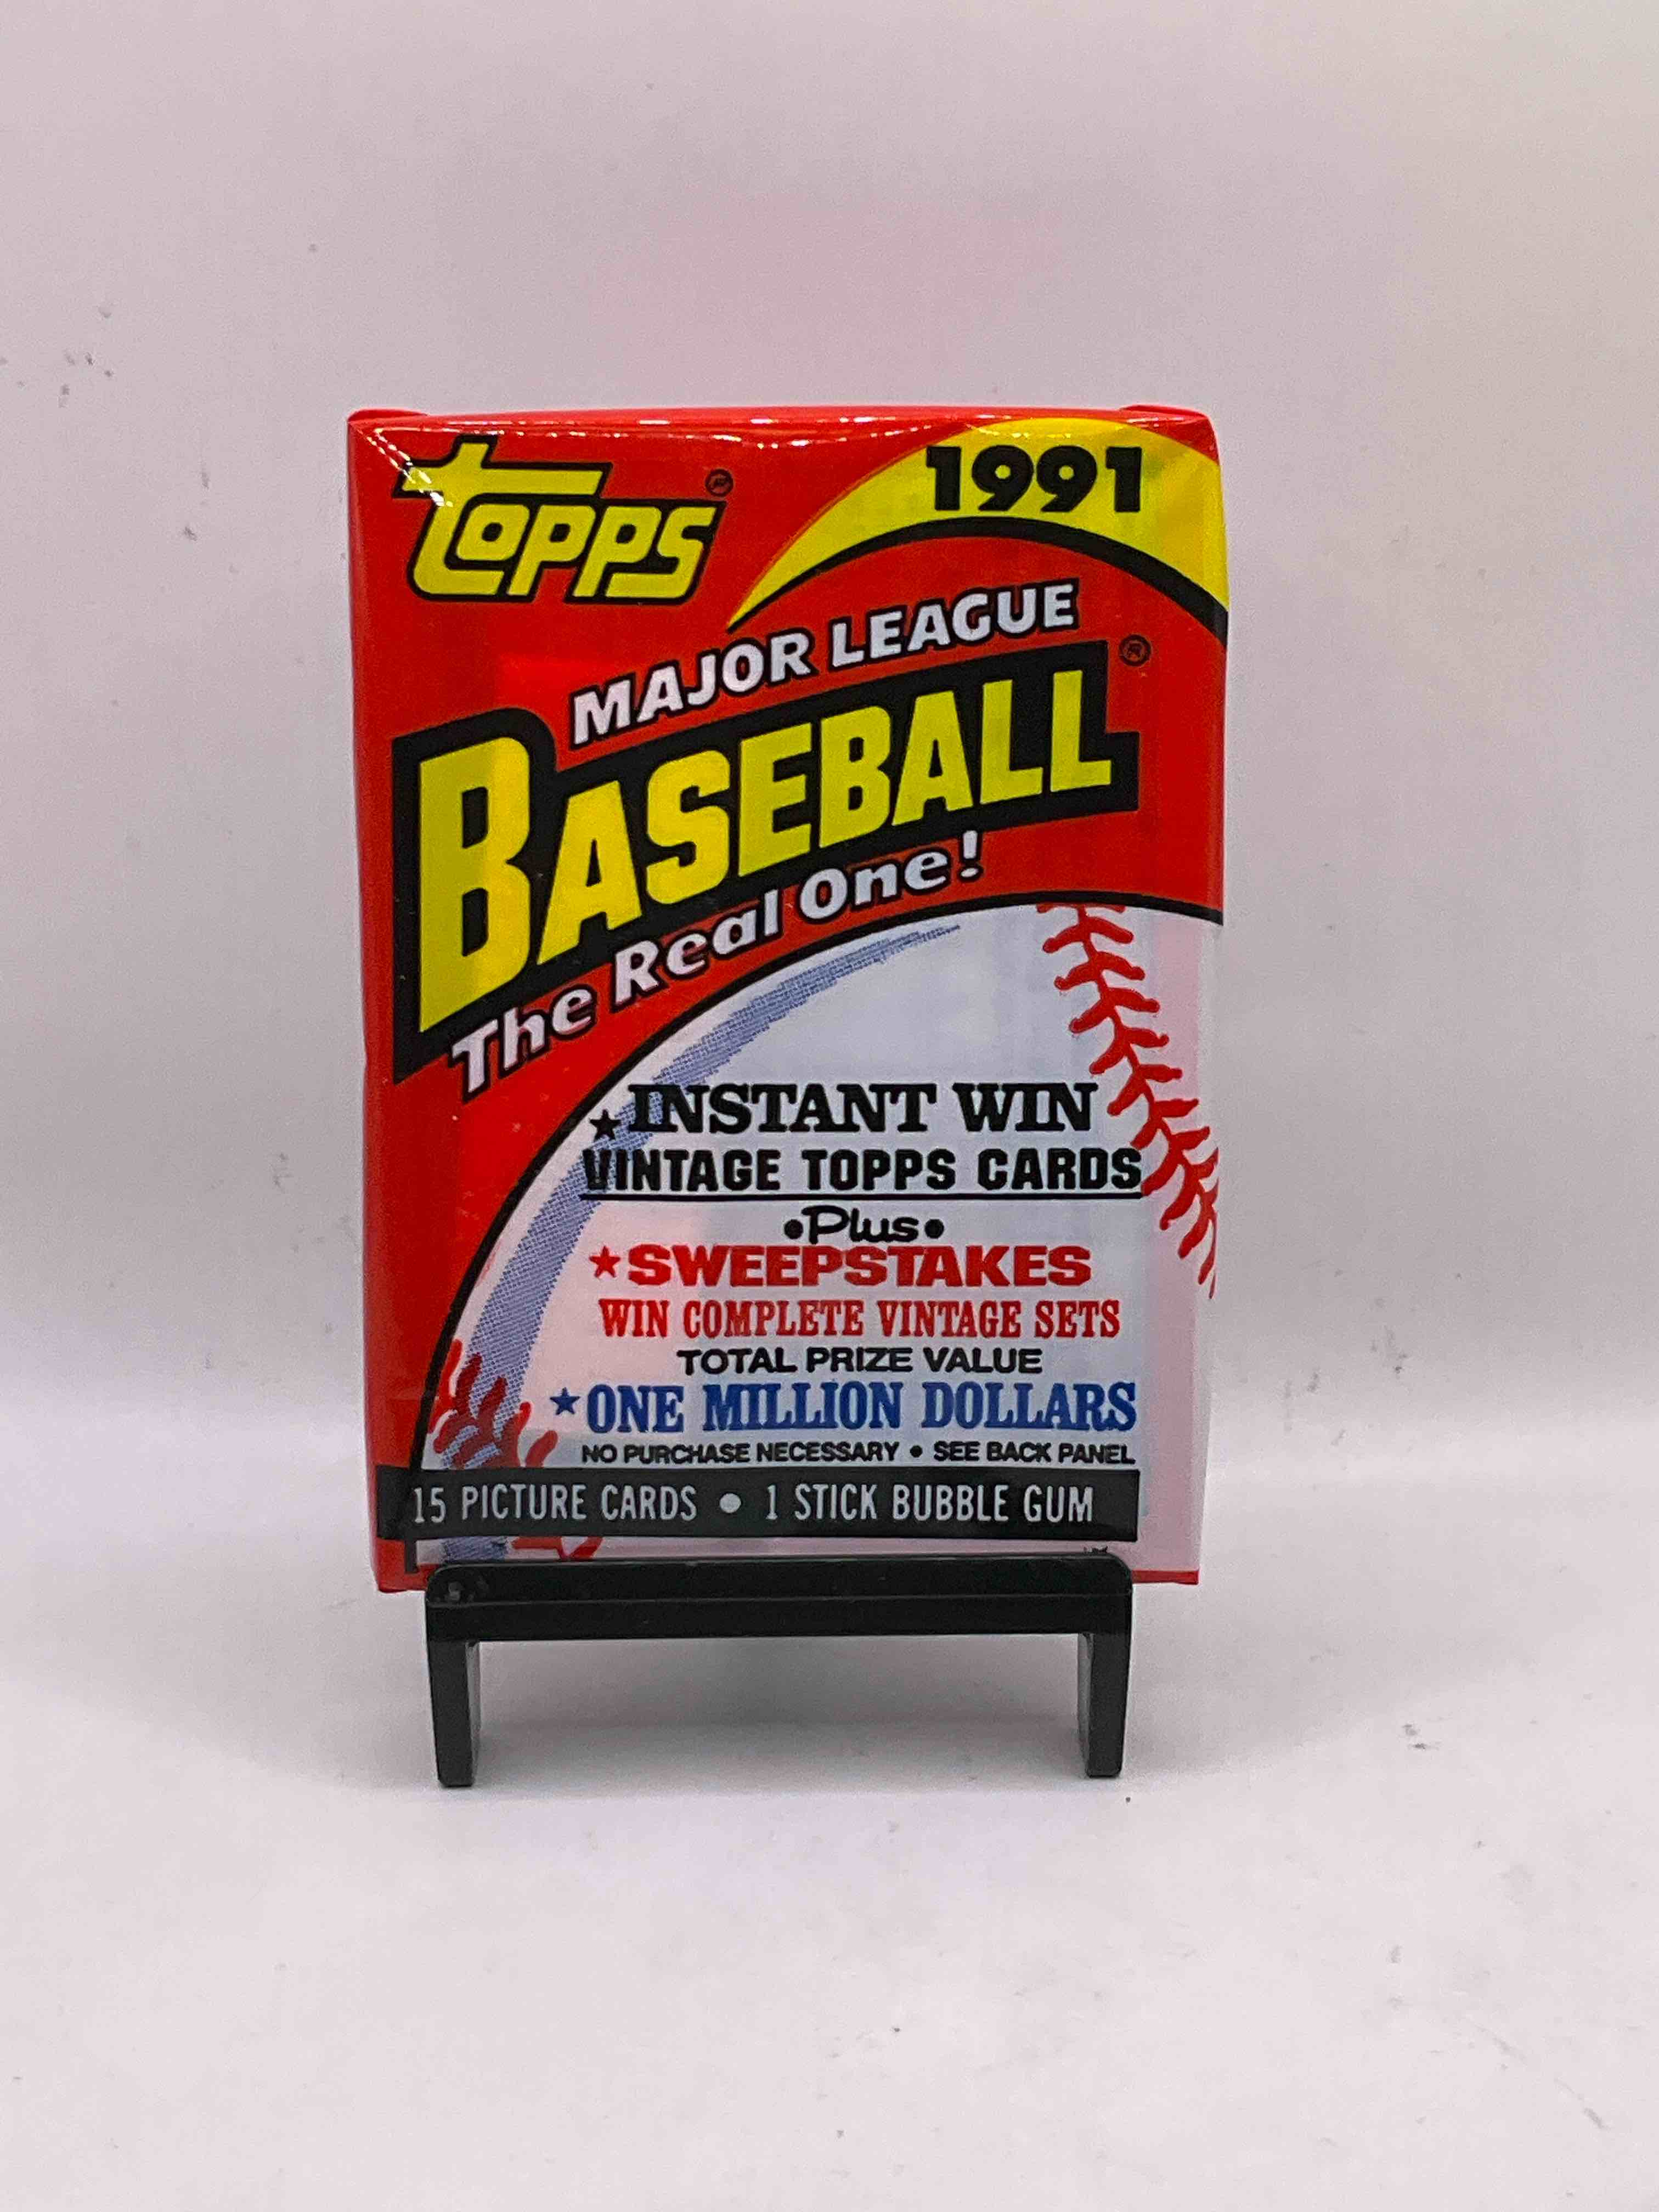 Topps®
1991
MAJOR LEAGUE
BASEBALL®
The Real One!
★INSTANT WIN
VINTAGE TOPPS CARDS
•Plus•
★SWEEPSTAKES
WIN COMPLETE VINTAGE SETS
TOTAL PRIZE VALUE
★ONE MILLION DOLLARS
NO PURCHASE NECESSARY • SEE BACK PANEL
15 PICTURE CARDS • 1 STICK BUBBLE GUM